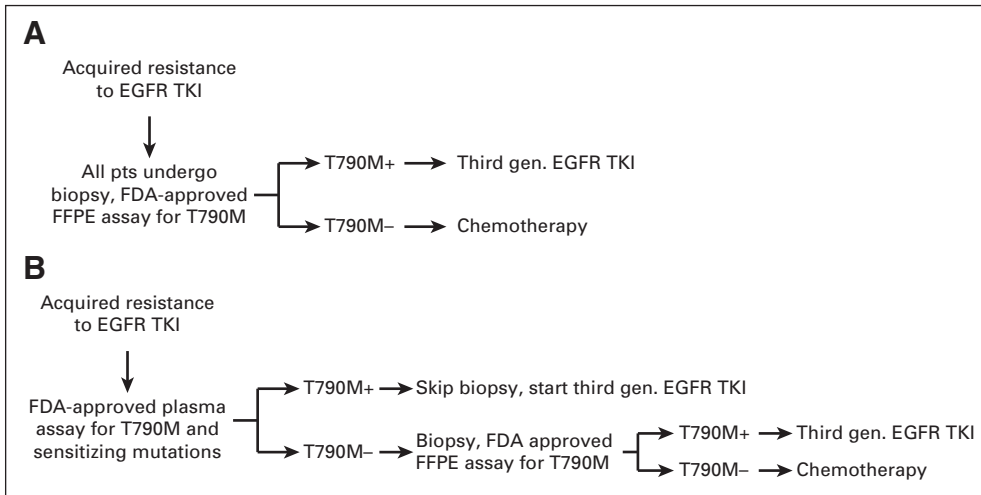 A
Acquired resistance
to EGFR TKI
All pts undergo
biopsy, FDA-approved
FFPE assay for T790M
T790M+
Third gen. EGFR TKI
T790M–
Chemotherapy
B
Acquired resistance
to EGFR TKI
FDA-approved plasma
assay for T790M and
sensitizing mutations
T790M+
Skip biopsy, start third gen. EGFR TKI
T790M–
Biopsy, FDA approved
FFPE assay for T790M
T790M+
Third gen. EGFR TKI
T790M–
Chemotherapy